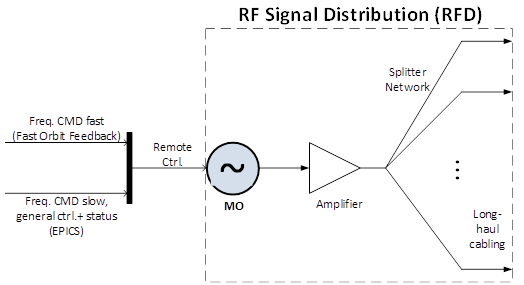 RF Signal Distribution (RFD)
Splitter
Network
Freq. CMD fast
(Fast Orbit Feedback)
Remote
Ctrl.
Freq. CMD slow,
general ctrl.+ status
(EPICS)
MO
Amplifier
Long-
haul
cabling